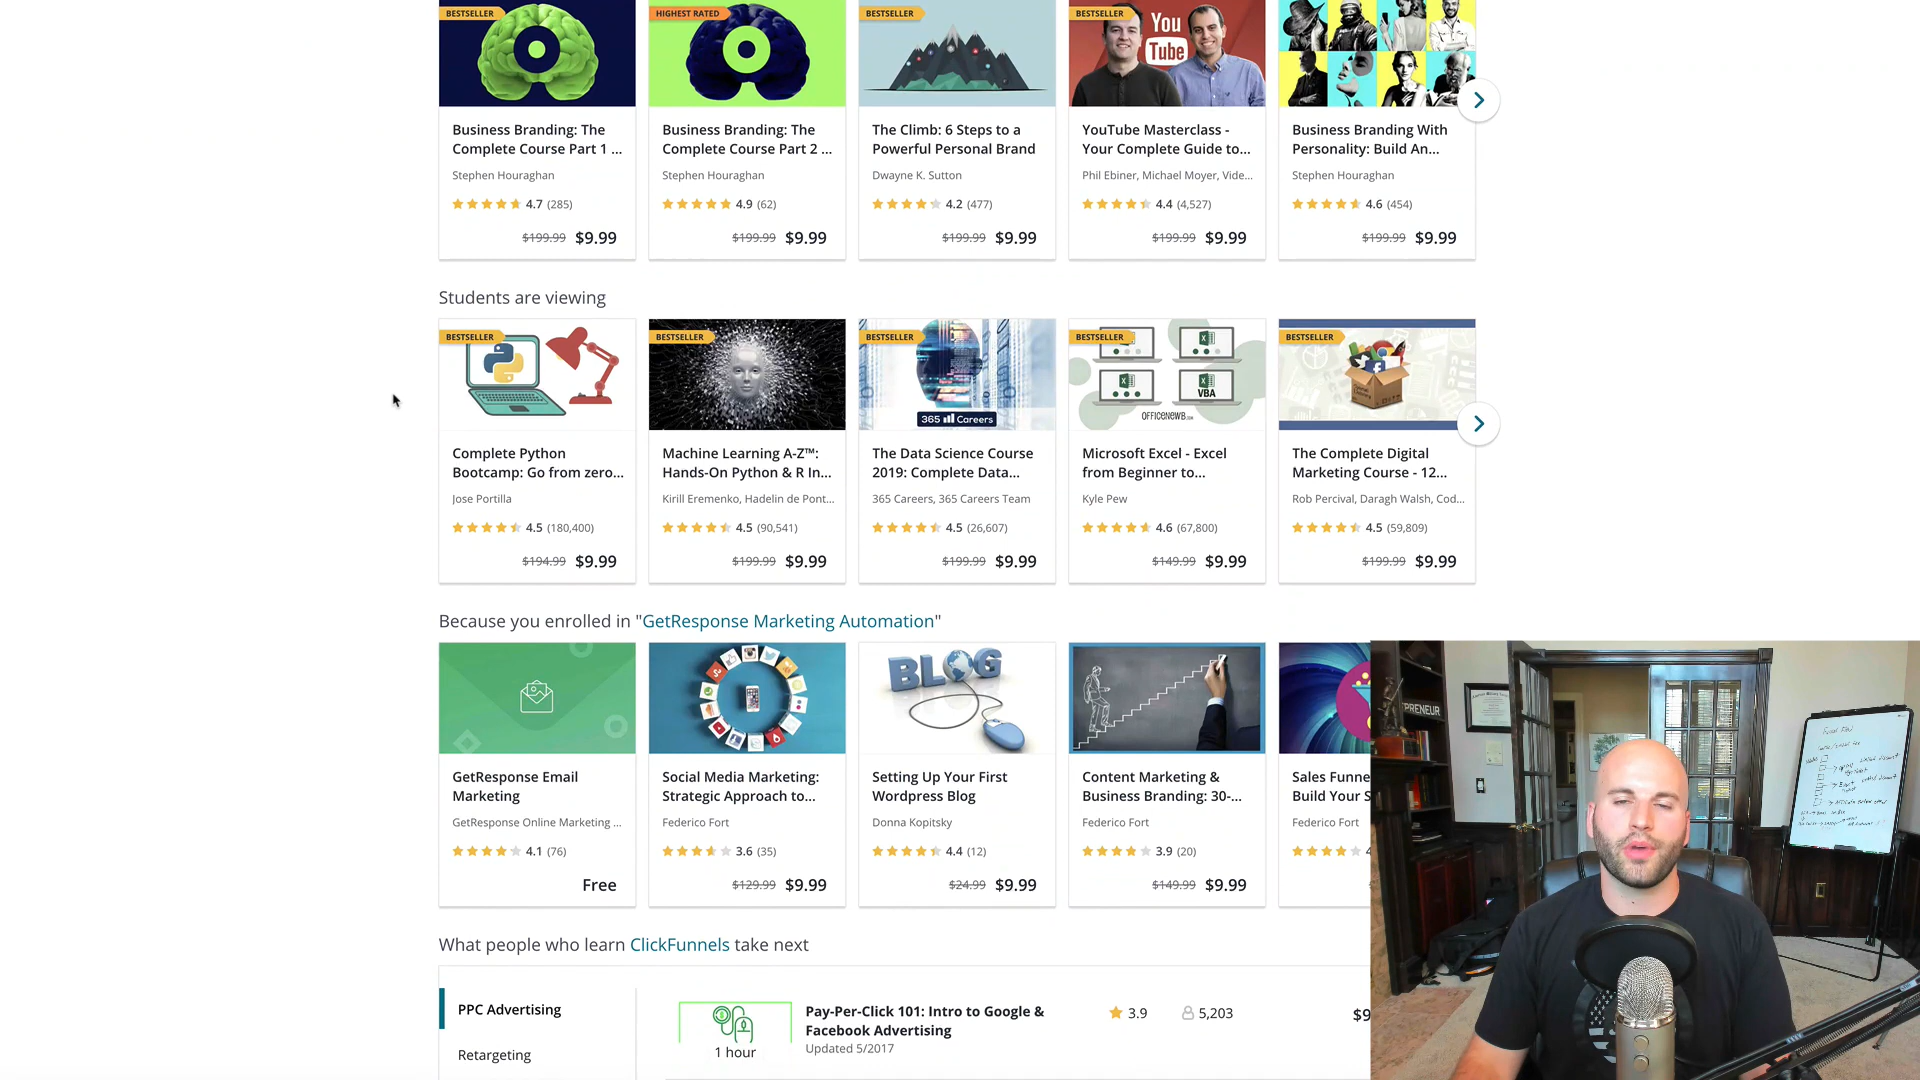 BESTSELLER
HIGHEST RATED
BESTSELLER
BESTSELLER
You
Tube
Business Branding: The
Complete Course Part 1 ...
Stephen Houraghan
4.7 (285)
$199.99 $9.99
Business Branding: The
Complete Course Part 2 ...
Stephen Houraghan
4.9 (62)
$199.99 $9.99
The Climb: 6 Steps to a
Powerful Personal Brand
Dwayne K. Sutton
4.2 (477)
$199.99 $9.99
YouTube Masterclass -
Your Complete Guide to...
Phil Ebiner, Michael Moyer, Vide...
4.4 (4,527)
$199.99 $9.99
Business Branding With
Personality: Build An...
Stephen Houraghan
4.6 (454)
$199.99 $9.99
Students are viewing
BESTSELLER
BESTSELLER
BESTSELLER
365 Careers
BESTSELLER
VBA
OFFICENEWB.com
BESTSELLER
Complete Python
Bootcamp: Go from zero...
Jose Portilla
4.5 (180,400)
$194.99 $9.99
Machine Learning A-Z™:
Hands-On Python & R In...
Kirill Eremenko, Hadelin de Pont...
4.5 (90,541)
$199.99 $9.99
The Data Science Course
2019: Complete Data...
365 Careers, 365 Careers Team
4.5 (26,607)
$199.99 $9.99
Microsoft Excel - Excel
from Beginner to...
Kyle Pew
4.6 (67,800)
$149.99 $9.99
The Complete Digital
Marketing Course - 12...
Rob Percival, Daragh Walsh, Cod...
4.5 (59,809)
$199.99 $9.99
Because you enrolled in "GetResponse Marketing Automation"
BLOG
GetResponse Email
Marketing
GetResponse Online Marketing ...
4.1 (76)
Free
Social Media Marketing:
Strategic Approach to...
Federico Fort
3.6 (35)
$129.99 $9.99
Setting Up Your First
Wordpress Blog
Donna Kopitsky
4.4 (12)
$24.99 $9.99
Content Marketing &
Business Branding: 30-...
Federico Fort
3.9 (20)
$149.99 $9.99
Sales Funne
Build Your S
Federico Fort
PRENEUR
What people who learn ClickFunnels take next
PPC Advertising
Retargeting
1 hour
Pay-Per-Click 101: Intro to Google &
Facebook Advertising
Updated 5/2017
3.9
5,203
$9